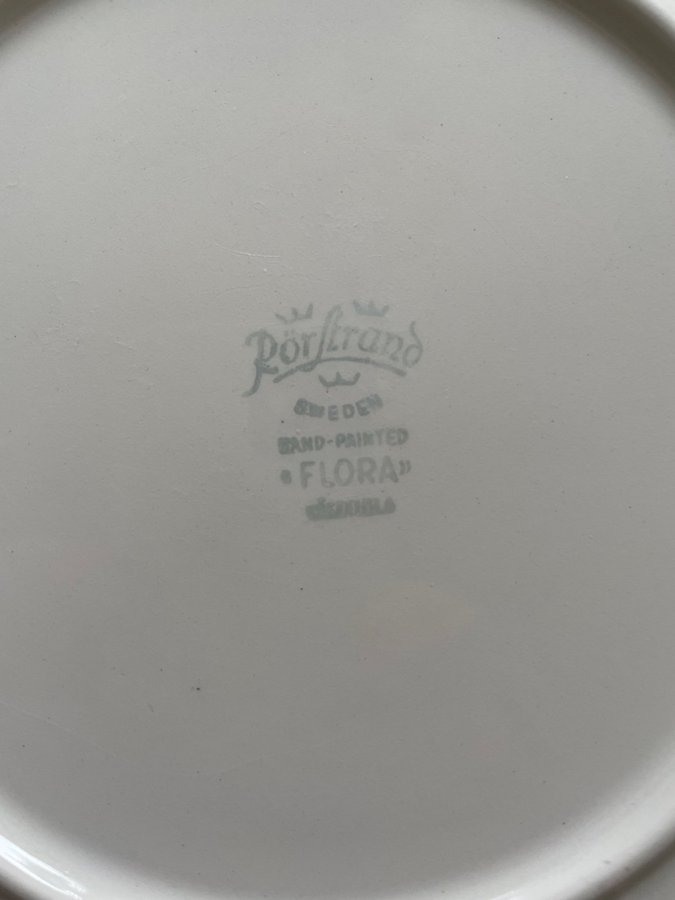 Rörstrand
SWEDEN
HAND-PAINTED
"FLORA"